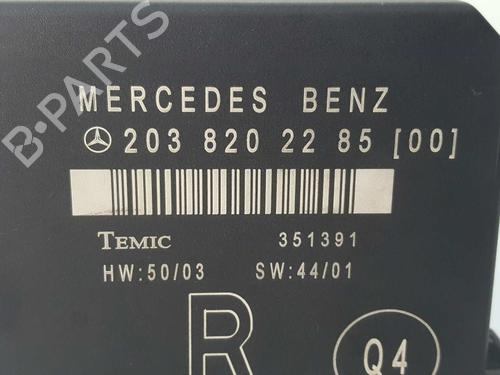 B-PARTS
MERCEDES BENZ
203 820 22 85 [00]
TEMIC 351391
HW:50/03 SW:44/01
R Q4